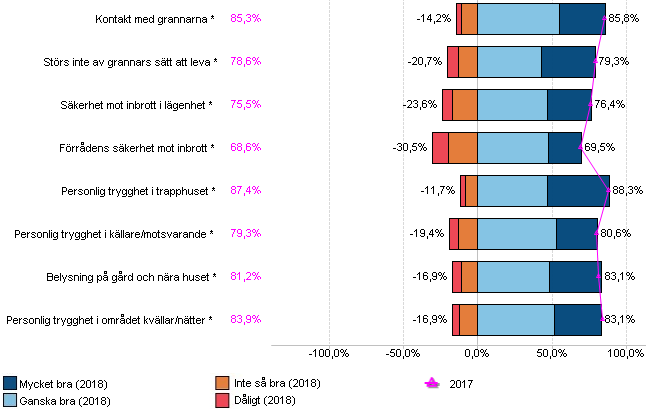 Kontakt med grannarna * 85,3% -14,2% 85,8%
Störs inte av grannars sätt att leva * 78,6% -20,7% 79,3%
Säkerhet mot inbrott i lägenhet * 75,5% -23,6% 76,4%
Förrådens säkerhet mot inbrott * 68,6% -30,5% 69,5%
Personlig trygghet i trapphuset * 87,4% -11,7% 88,3%
Personlig trygghet i källare/motsvarande * 79,3% -19,4% 80,6%
Belysning på gård och nära huset * 81,2% -16,9% 83,1%
Personlig trygghet i området kvällar/nätter * 83,9% -16,9% 83,1%
-100,0% -50,0% 0,0% 50,0% 100,0%
Mycket bra (2018) Inte så bra (2018) 2017
Ganska bra (2018) Dåligt (2018)